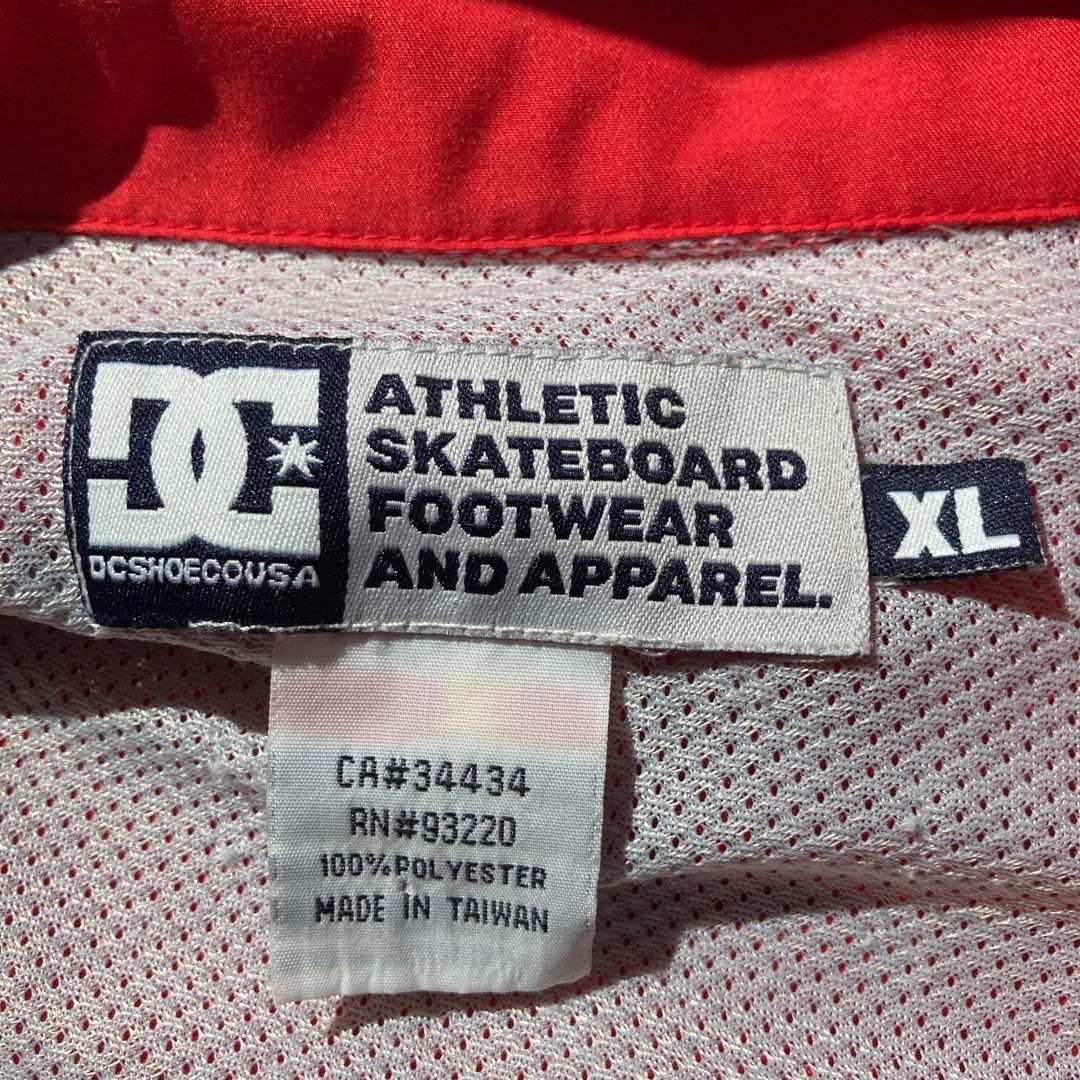 DC
DCSHOECOUSA
ATHLETIC
SKATEBOARD
FOOTWEAR
AND APPAREL.
XL
CA#34434
RN#93220
100%POLYESTER
MADE IN TAIWAN